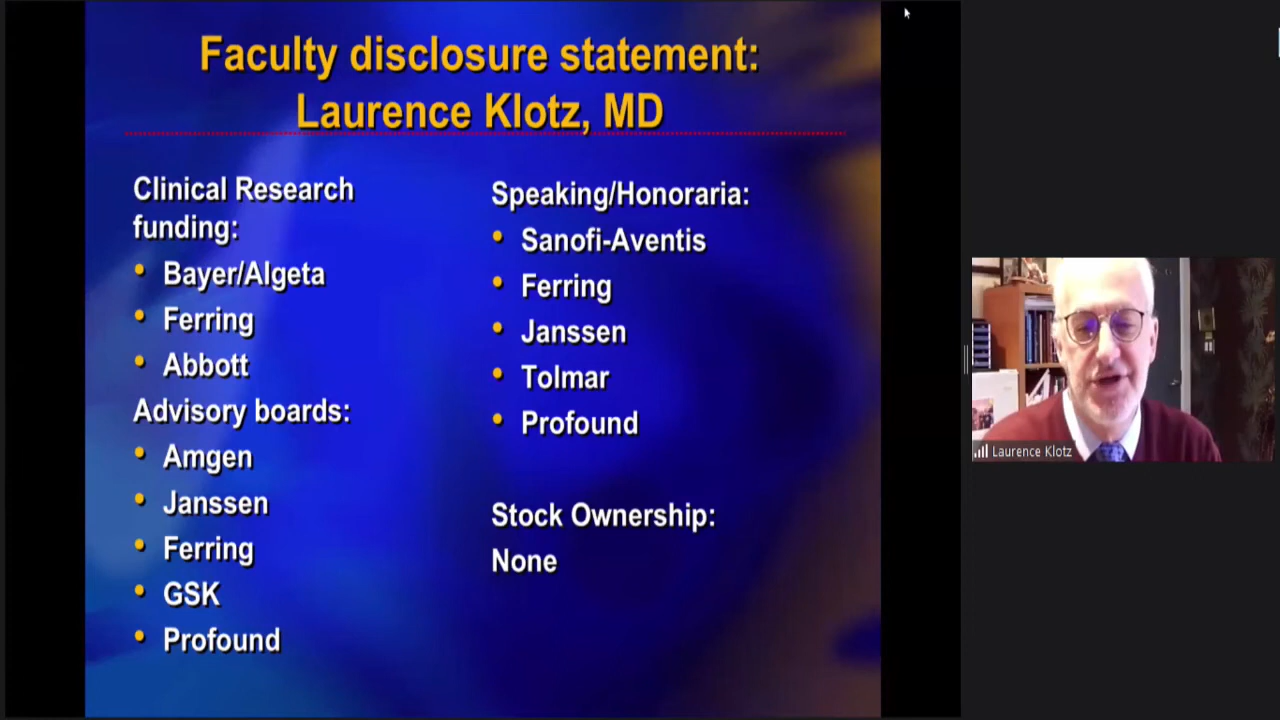 Faculty disclosure statement:
Laurence Klotz, MD
Clinical Research
funding:
• Bayer/Algeta
• Ferring
• Abbott
Advisory boards:
• Amgen
• Janssen
• Ferring
• GSK
• Profound
Speaking/Honoraria:
• Sanofi-Aventis
• Ferring
• Janssen
• Tolmar
• Profound
Stock Ownership:
None
Laurence Klotz